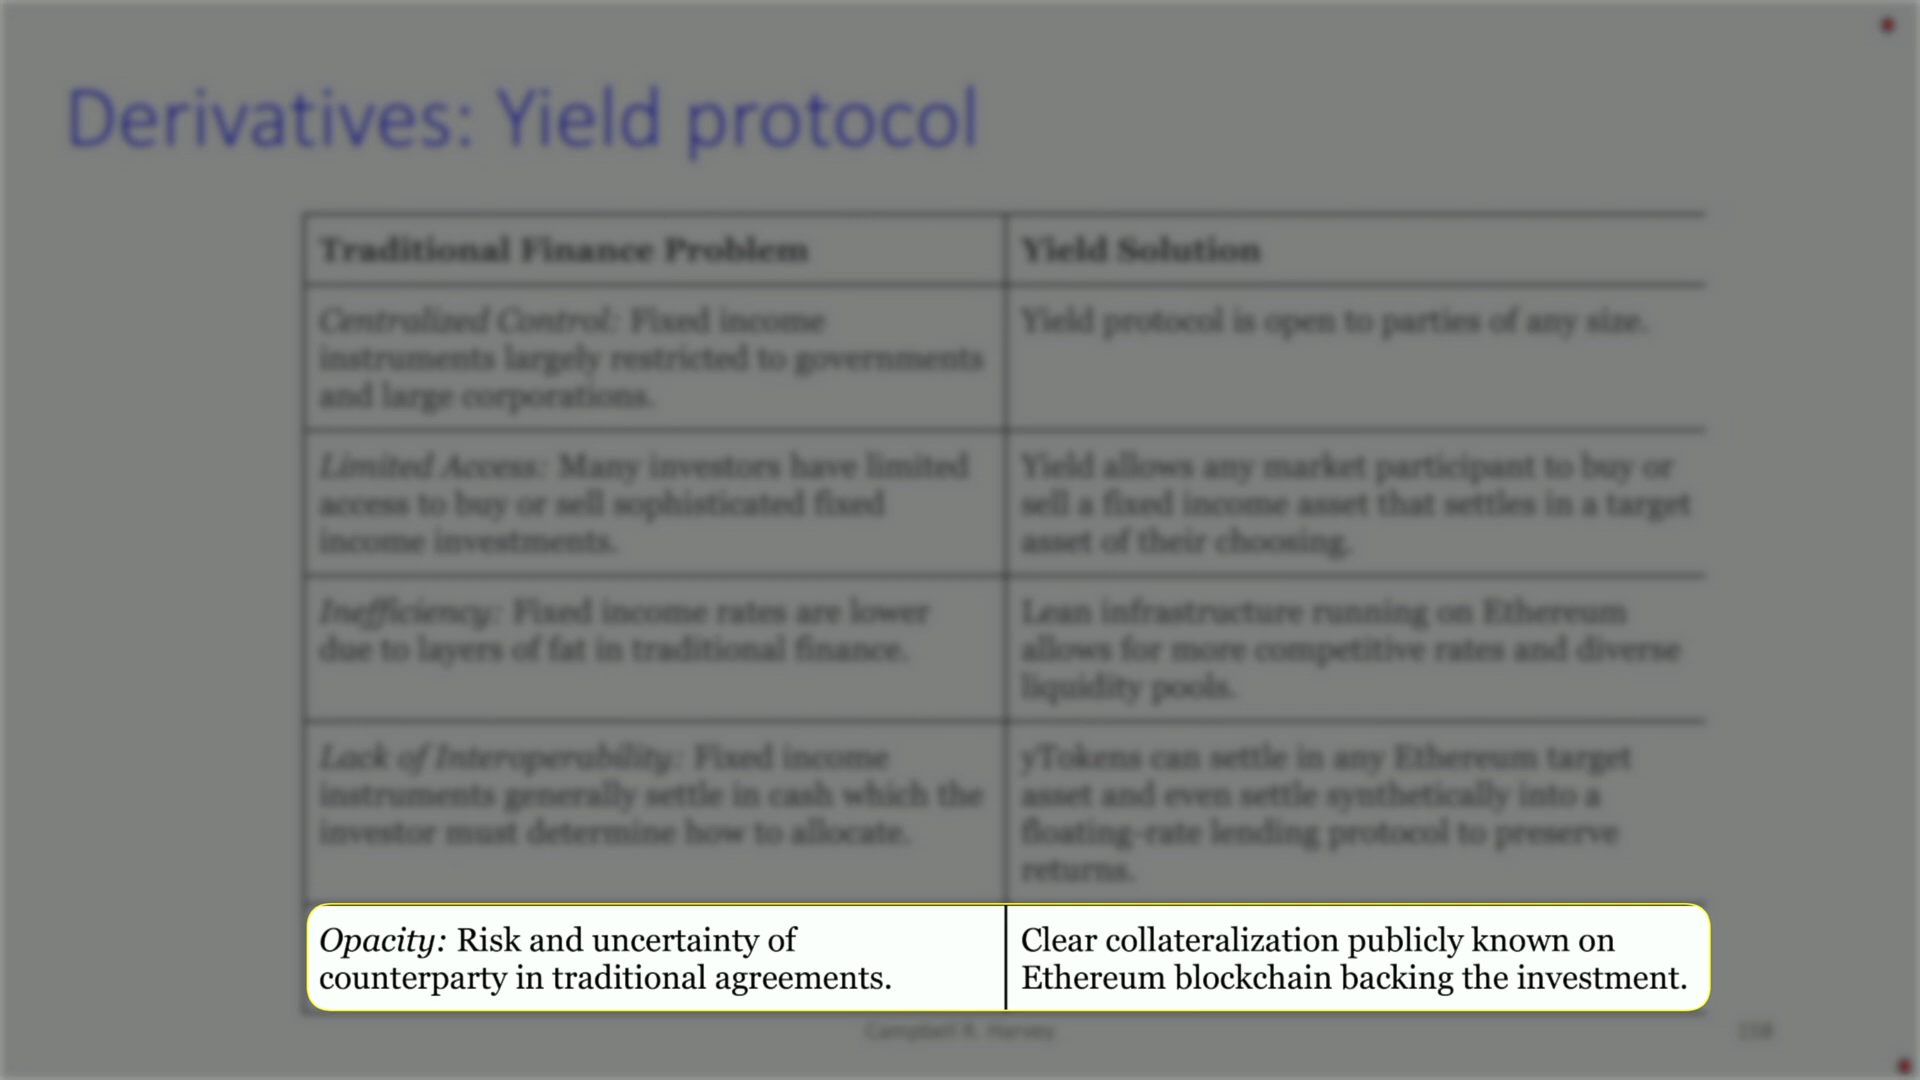 Derivatives: Yield protocol
Traditional Finance Problem
Yield Solution
Centralized Control: Fixed income
instruments largely restricted to governments
and large corporations.
Yield protocol is open to parties of any size.
Limited Access: Many investors have limited
access to buy or sell sophisticated fixed
income investments.
Yield allows any market participant to buy or
sell a fixed income asset that settles in a target
asset of their choosing.
Inefficiency: Fixed income rates are lower
due to layers of fat in traditional finance.
Lean infrastructure running on Ethereum
allows for more competitive rates and diverse
liquidity pools.
Lack of Interoperability: Fixed income
instruments generally settle in cash which the
investor must determine how to allocate.
yTokens can settle in any Ethereum target
asset and even settle synthetically into a
floating-rate lending protocol to preserve
returns.
Opacity: Risk and uncertainty of
counterparty in traditional agreements.
Clear collateralization publicly known on
Ethereum blockchain backing the investment.
Campbell R. Harvey
158